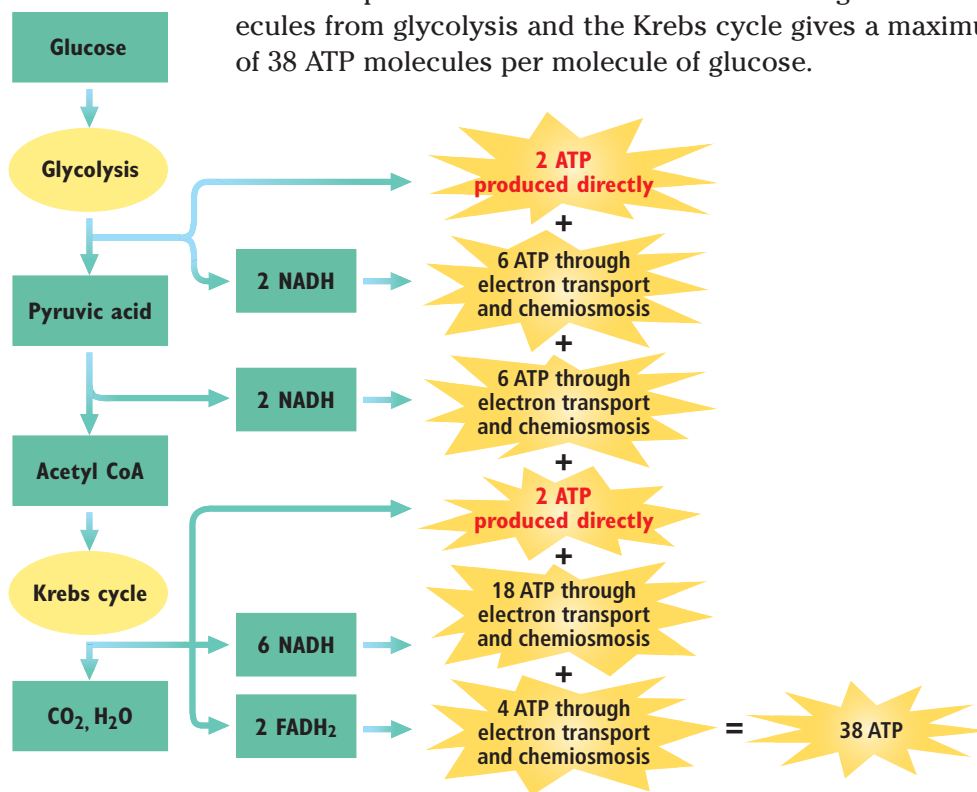 ecules from glycolysis and the Krebs cycle gives a maximu
of 38 ATP molecules per molecule of glucose.
Glucose
Glycolysis
2 ATP
produced directly
+
2 NADH
6 ATP through
electron transport
and chemiosmosis
Pyruvic acid
+
2 NADH
6 ATP through
electron transport
and chemiosmosis
Acetyl CoA
+
2 ATP
produced directly
+
Krebs cycle
6 NADH
18 ATP through
electron transport
and chemiosmosis
+
CO₂, H₂O
2 FADH₂
4 ATP through
electron transport
and chemiosmosis
=
38 ATP